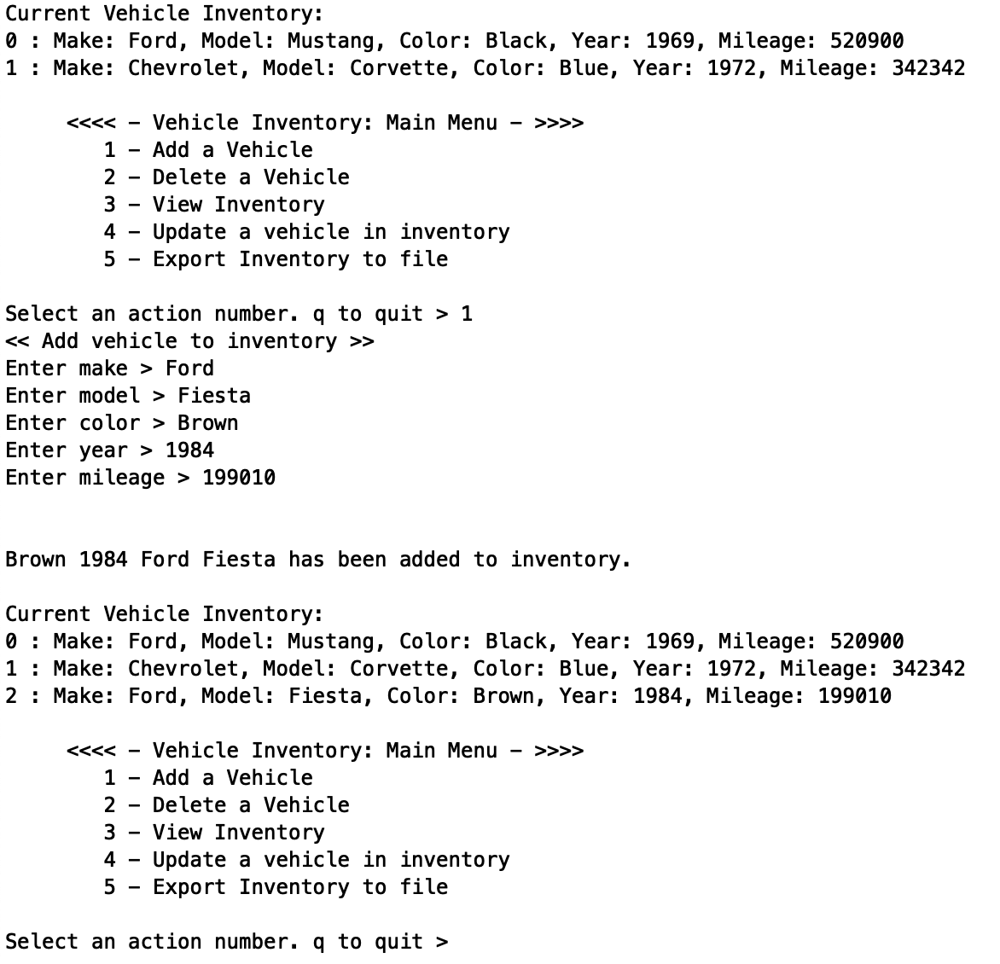 Current Vehicle Inventory:
0 : Make: Ford, Model: Mustang, Color: Black, Year: 1969, Mileage: 520900
1 : Make: Chevrolet, Model: Corvette, Color: Blue, Year: 1972, Mileage: 342342
<<<< – Vehicle Inventory: Main Menu – >>>>
1 – Add a Vehicle
2 – Delete a Vehicle
3 – View Inventory
4 – Update a vehicle in inventory
5 – Export Inventory to file
Select an action number. q to quit > 1
<< Add vehicle to inventory >>
Enter make > Ford
Enter model > Fiesta
Enter color > Brown
Enter year > 1984
Enter mileage > 199010
Brown 1984 Ford Fiesta has been added to inventory.
Current Vehicle Inventory:
0 : Make: Ford, Model: Mustang, Color: Black, Year: 1969, Mileage: 520900
1 : Make: Chevrolet, Model: Corvette, Color: Blue, Year: 1972, Mileage: 342342
2 : Make: Ford, Model: Fiesta, Color: Brown, Year: 1984, Mileage: 199010
<<<< – Vehicle Inventory: Main Menu – >>>>
1 – Add a Vehicle
2 – Delete a Vehicle
3 – View Inventory
4 – Update a vehicle in inventory
5 – Export Inventory to file
Select an action number. q to quit >